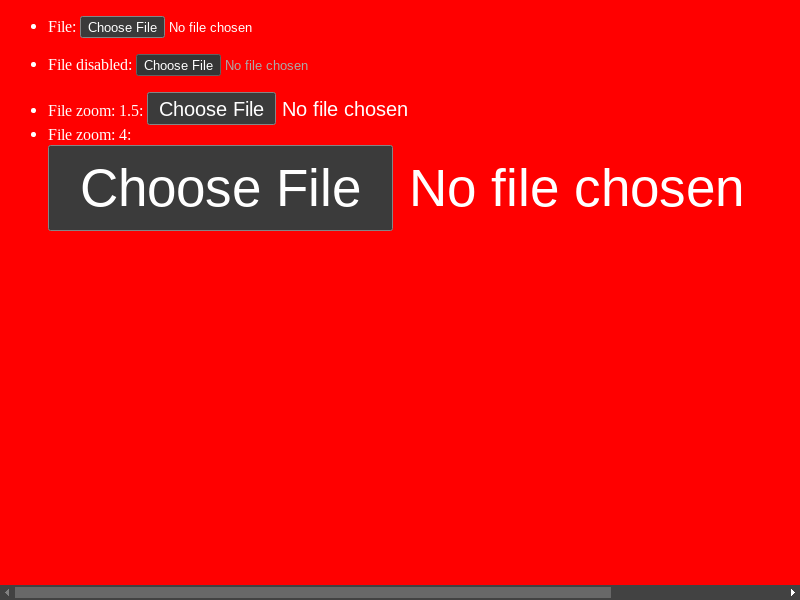 File: Choose File No file chosen
File disabled: Choose File No file chosen
File zoom: 1.5: Choose File No file chosen
File zoom: 4:
Choose File No file chosen